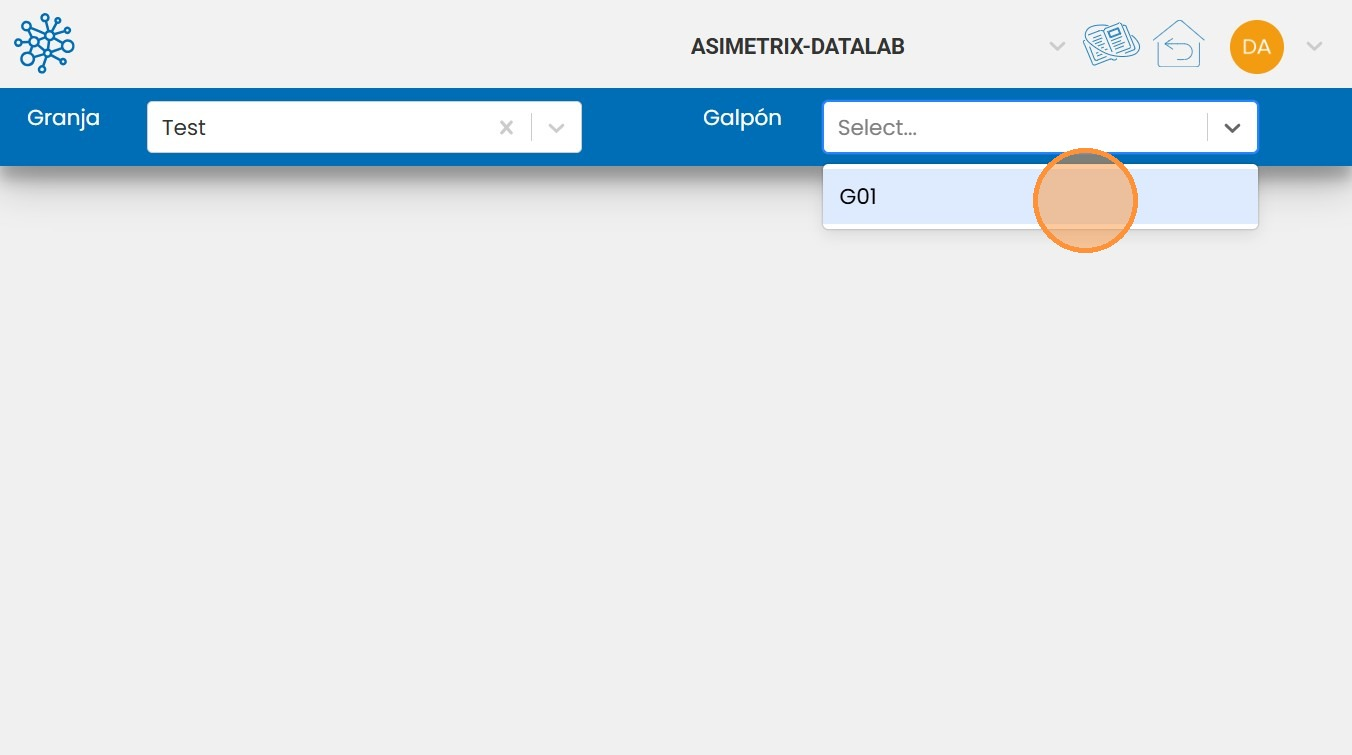 ASIMETRIX-DATALAB
DA
Granja
Test
Galpón
Select...
G01